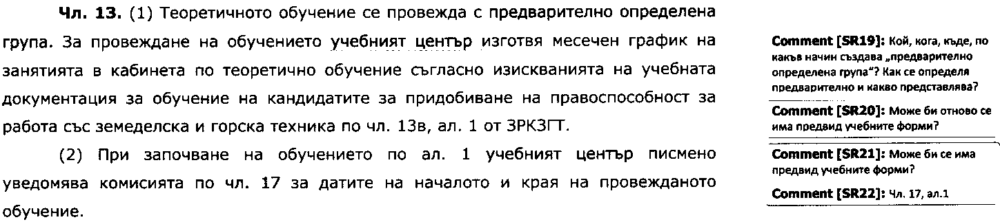 Чл. 13. (1) Теоретичното обучение се провежда с предварително определена
група. За провеждане на обучението учебният център изготвя месечен график на
занятията в кабинета по теоретично обучение съгласно изискванията на учебната
документация за обучение на кандидатите за придобиване на правоспособност за
работа със земеделска и горска техника по чл. 13в, ал. 1 от ЗРКЗГТ.
(2) При започване на обучението по ал. 1 учебният център писмено
уведомява комисията по чл. 17 за датите на началото и края на провежданото
обучение.
Comment [SR19]: Кой, кога, къде, по
какъв начин създава „предварително
определена група“? Как се определя
предварително и какво представлява?
Comment [SR20]: Може би отново се
има предвид учебните форми?
Comment [SR21]: Може би се има
предвид учебните форми?
Comment [SR22]: Чл. 17, ал.1